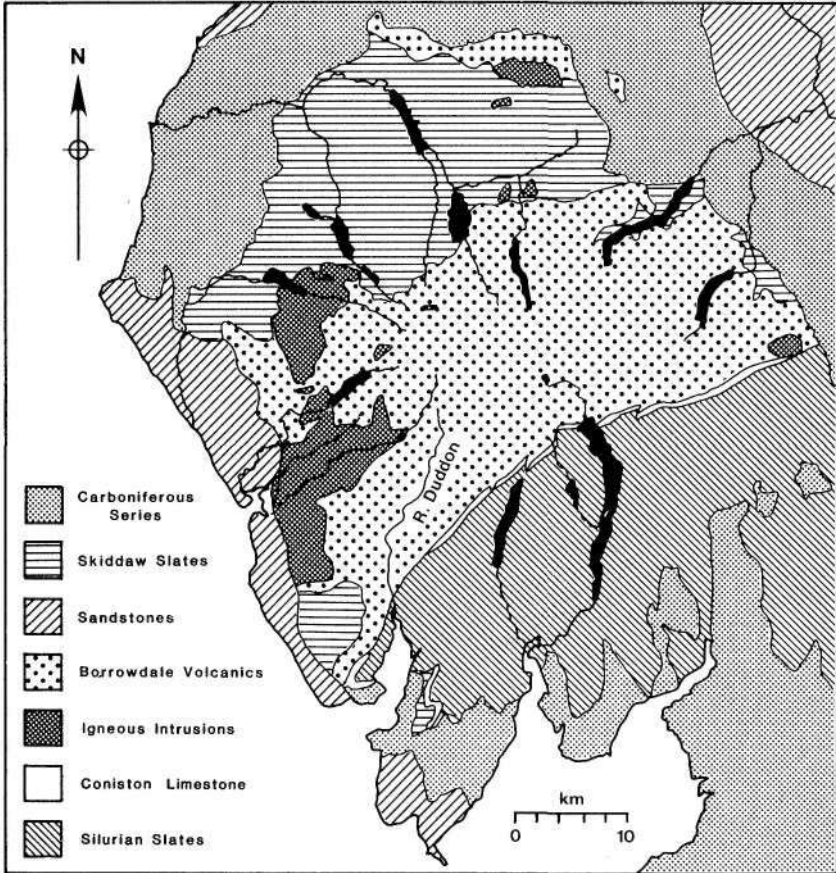 N
R. Duddon
Carboniferous
Series
Skiddaw Slates
Sandstones
Borrowdale Volcanics
Igneous Intrusions
Coniston Limestone
Silurian Slates
km
0 10